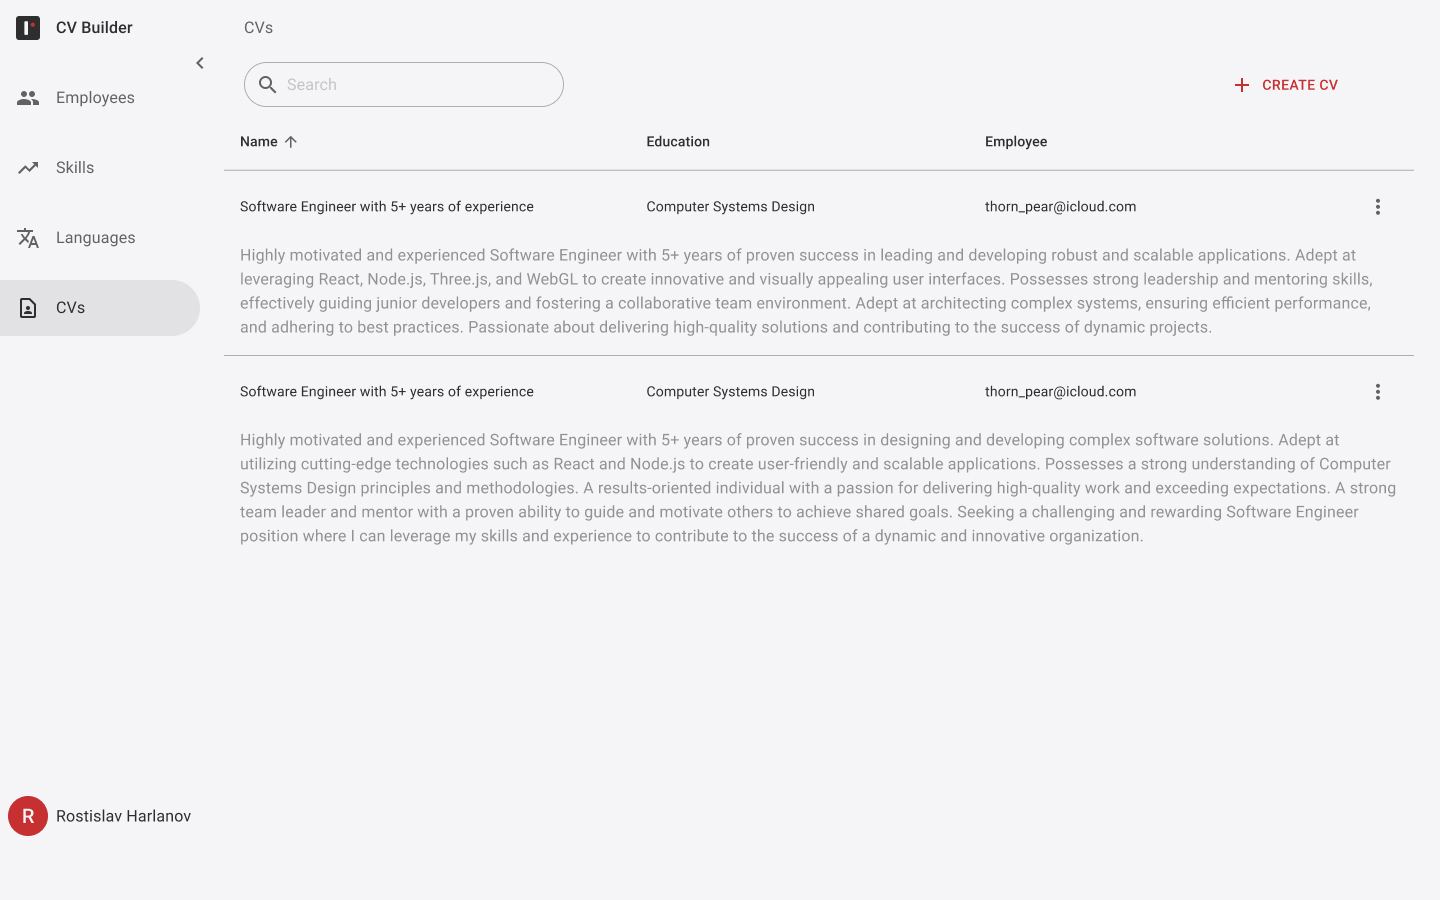 CV Builder
CVs
Employees
Skills
Languages
CVs
Search
CREATE CV
Name Education Employee
Software Engineer with 5+ years of experience Computer Systems Design thorn_pear@icloud.com
Highly motivated and experienced Software Engineer with 5+ years of proven success in leading and developing robust and scalable applications. Adept at
leveraging React, Node.js, Three.js, and WebGL to create innovative and visually appealing user interfaces. Possesses strong leadership and mentoring skills,
effectively guiding junior developers and fostering a collaborative team environment. Adept at architecting complex systems, ensuring efficient performance,
and adhering to best practices. Passionate about delivering high-quality solutions and contributing to the success of dynamic projects.
Software Engineer with 5+ years of experience Computer Systems Design thorn_pear@icloud.com
Highly motivated and experienced Software Engineer with 5+ years of proven success in designing and developing complex software solutions. Adept at
utilizing cutting-edge technologies such as React and Node.js to create user-friendly and scalable applications. Possesses a strong understanding of Computer
Systems Design principles and methodologies. A results-oriented individual with a passion for delivering high-quality work and exceeding expectations. A strong
team leader and mentor with a proven ability to guide and motivate others to achieve shared goals. Seeking a challenging and rewarding Software Engineer
position where I can leverage my skills and experience to contribute to the success of a dynamic and innovative organization.
R Rostislav Harlanov